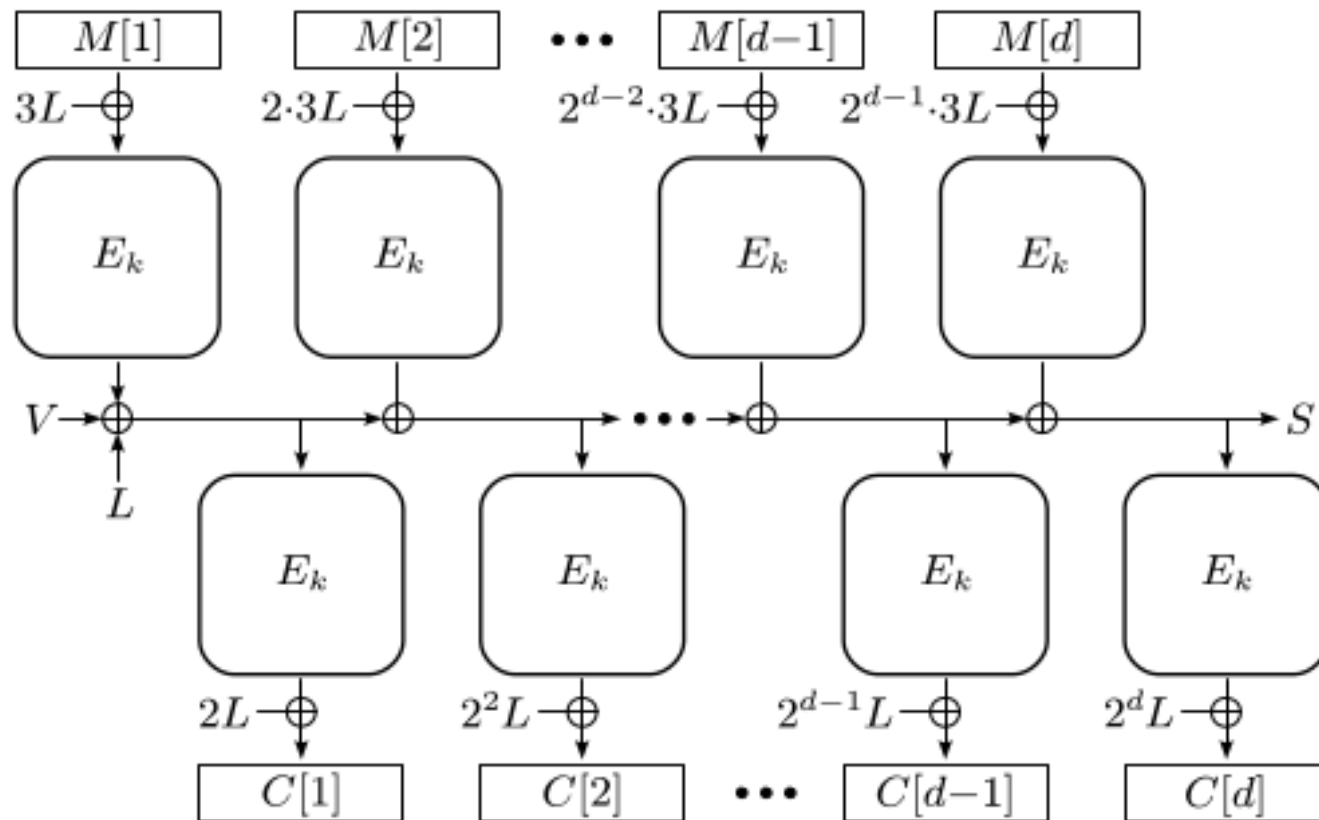 M[1] M[2] ••• M[d−1] M[d]
3L 2·3L 2^{d−2}·3L 2^{d−1}·3L
E_k E_k E_k E_k
V ••• S
L
E_k E_k E_k E_k
2L 2^2L 2^{d−1}L 2^dL
C[1] C[2] ••• C[d−1] C[d]